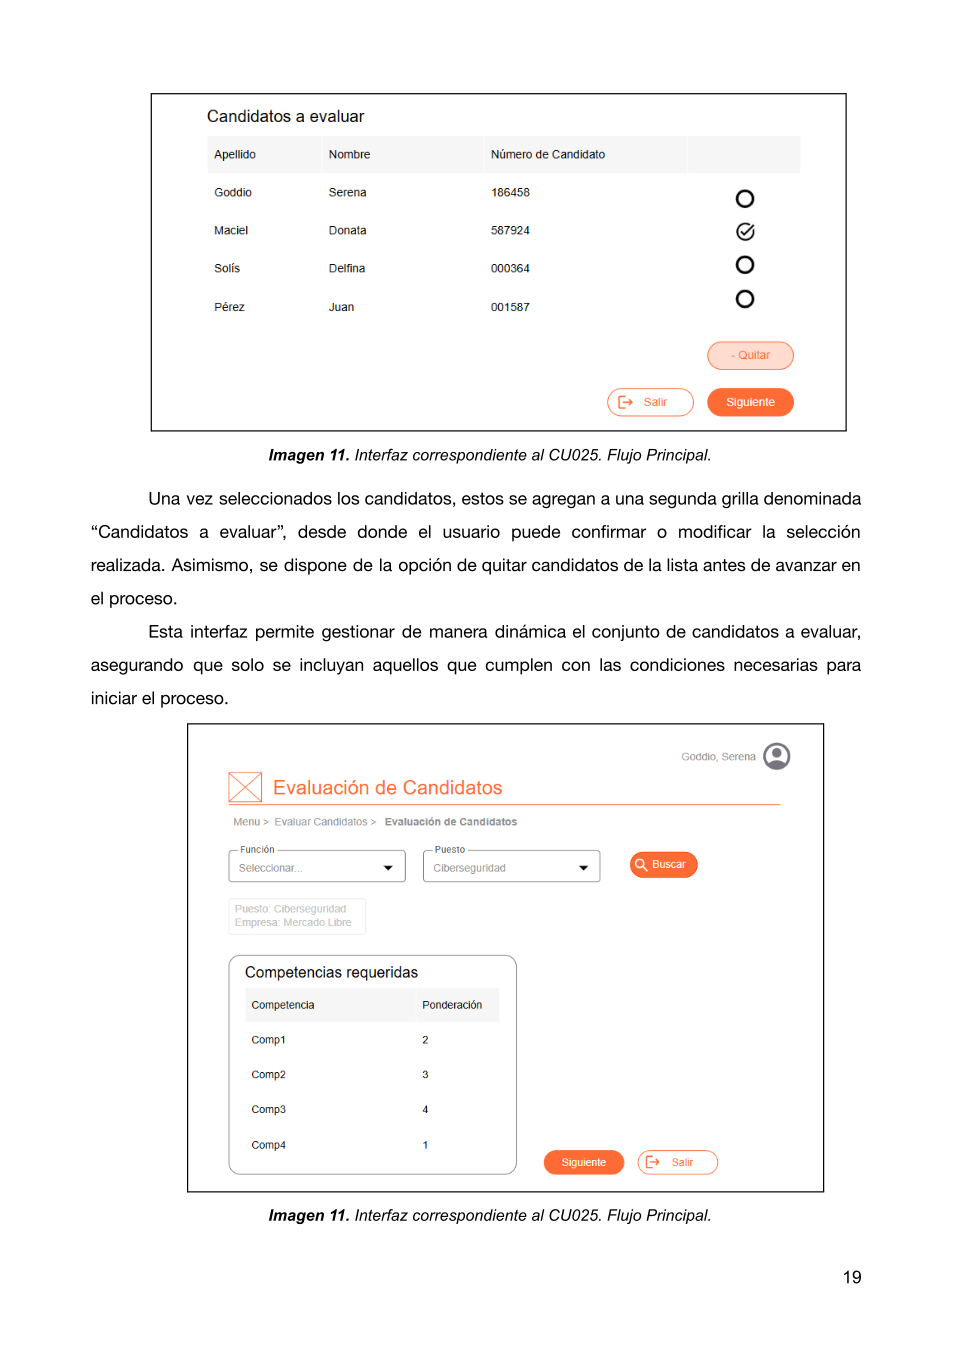 Candidatos a evaluar
Apellido Nombre Número de Candidato
Goddio Serena 186458
Maciel Donata 587924
Solís Delfina 000364
Pérez Juan 001587
- Quitar
Salir Siguiente
Imagen 11. Interfaz correspondiente al CU025. Flujo Principal.
Una vez seleccionados los candidatos, estos se agregan a una segunda grilla denominada
“Candidatos a evaluar”, desde donde el usuario puede confirmar o modificar la selección
realizada. Asimismo, se dispone de la opción de quitar candidatos de la lista antes de avanzar en
el proceso.
Esta interfaz permite gestionar de manera dinámica el conjunto de candidatos a evaluar,
asegurando que solo se incluyan aquellos que cumplen con las condiciones necesarias para
iniciar el proceso.
Goddio, Serena
Evaluación de Candidatos
Menu > Evaluar Candidatos > Evaluación de Candidatos
Función Puesto
Seleccionar... Ciberseguridad Buscar
Puesto: Ciberseguridad
Empresa: Mercado Libre
Competencias requeridas
Competencia Ponderación
Comp1 2
Comp2 3
Comp3 4
Comp4 1
Siguiente Salir
Imagen 11. Interfaz correspondiente al CU025. Flujo Principal.
19